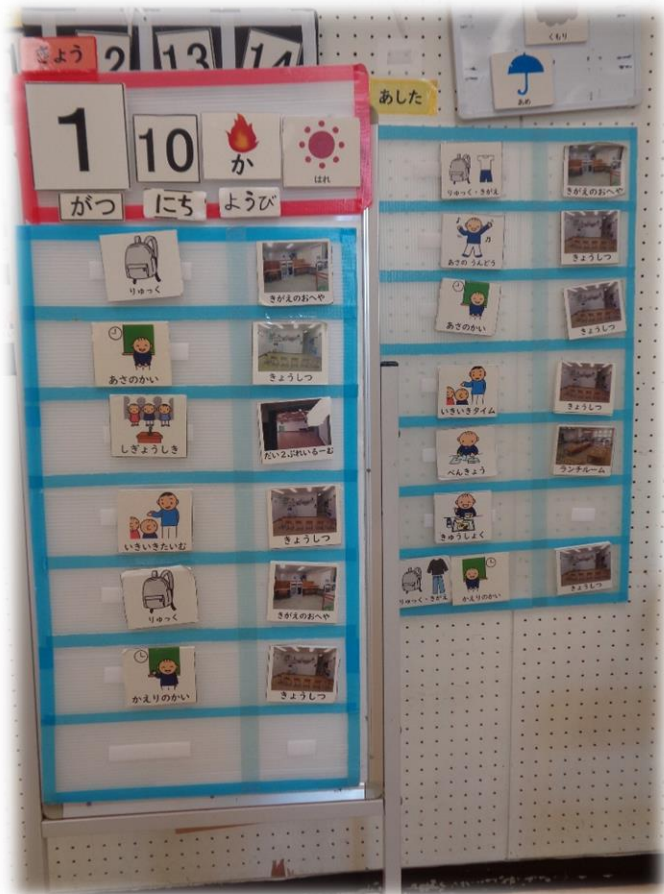 きょう
12 13 14
1 10 か はれ
がつ にち ようび
りゅっく きがえのおへや
あさのかい きょうしつ
しぎょうしき だい2ぷれいるーむ
いきいきたいむ きょうしつ
りゅっく きがえのおへや
かえりのかい きょうしつ
くもり
あめ
あした
りゅっく・きがえ きがえのおへや
あさの うんどう きょうしつ
あさのかい きょうしつ
いきいきタイム きょうしつ
べんきょう ランチルーム
きゅうしょく
りゅっく・きがえ かえりのかい きょうしつ